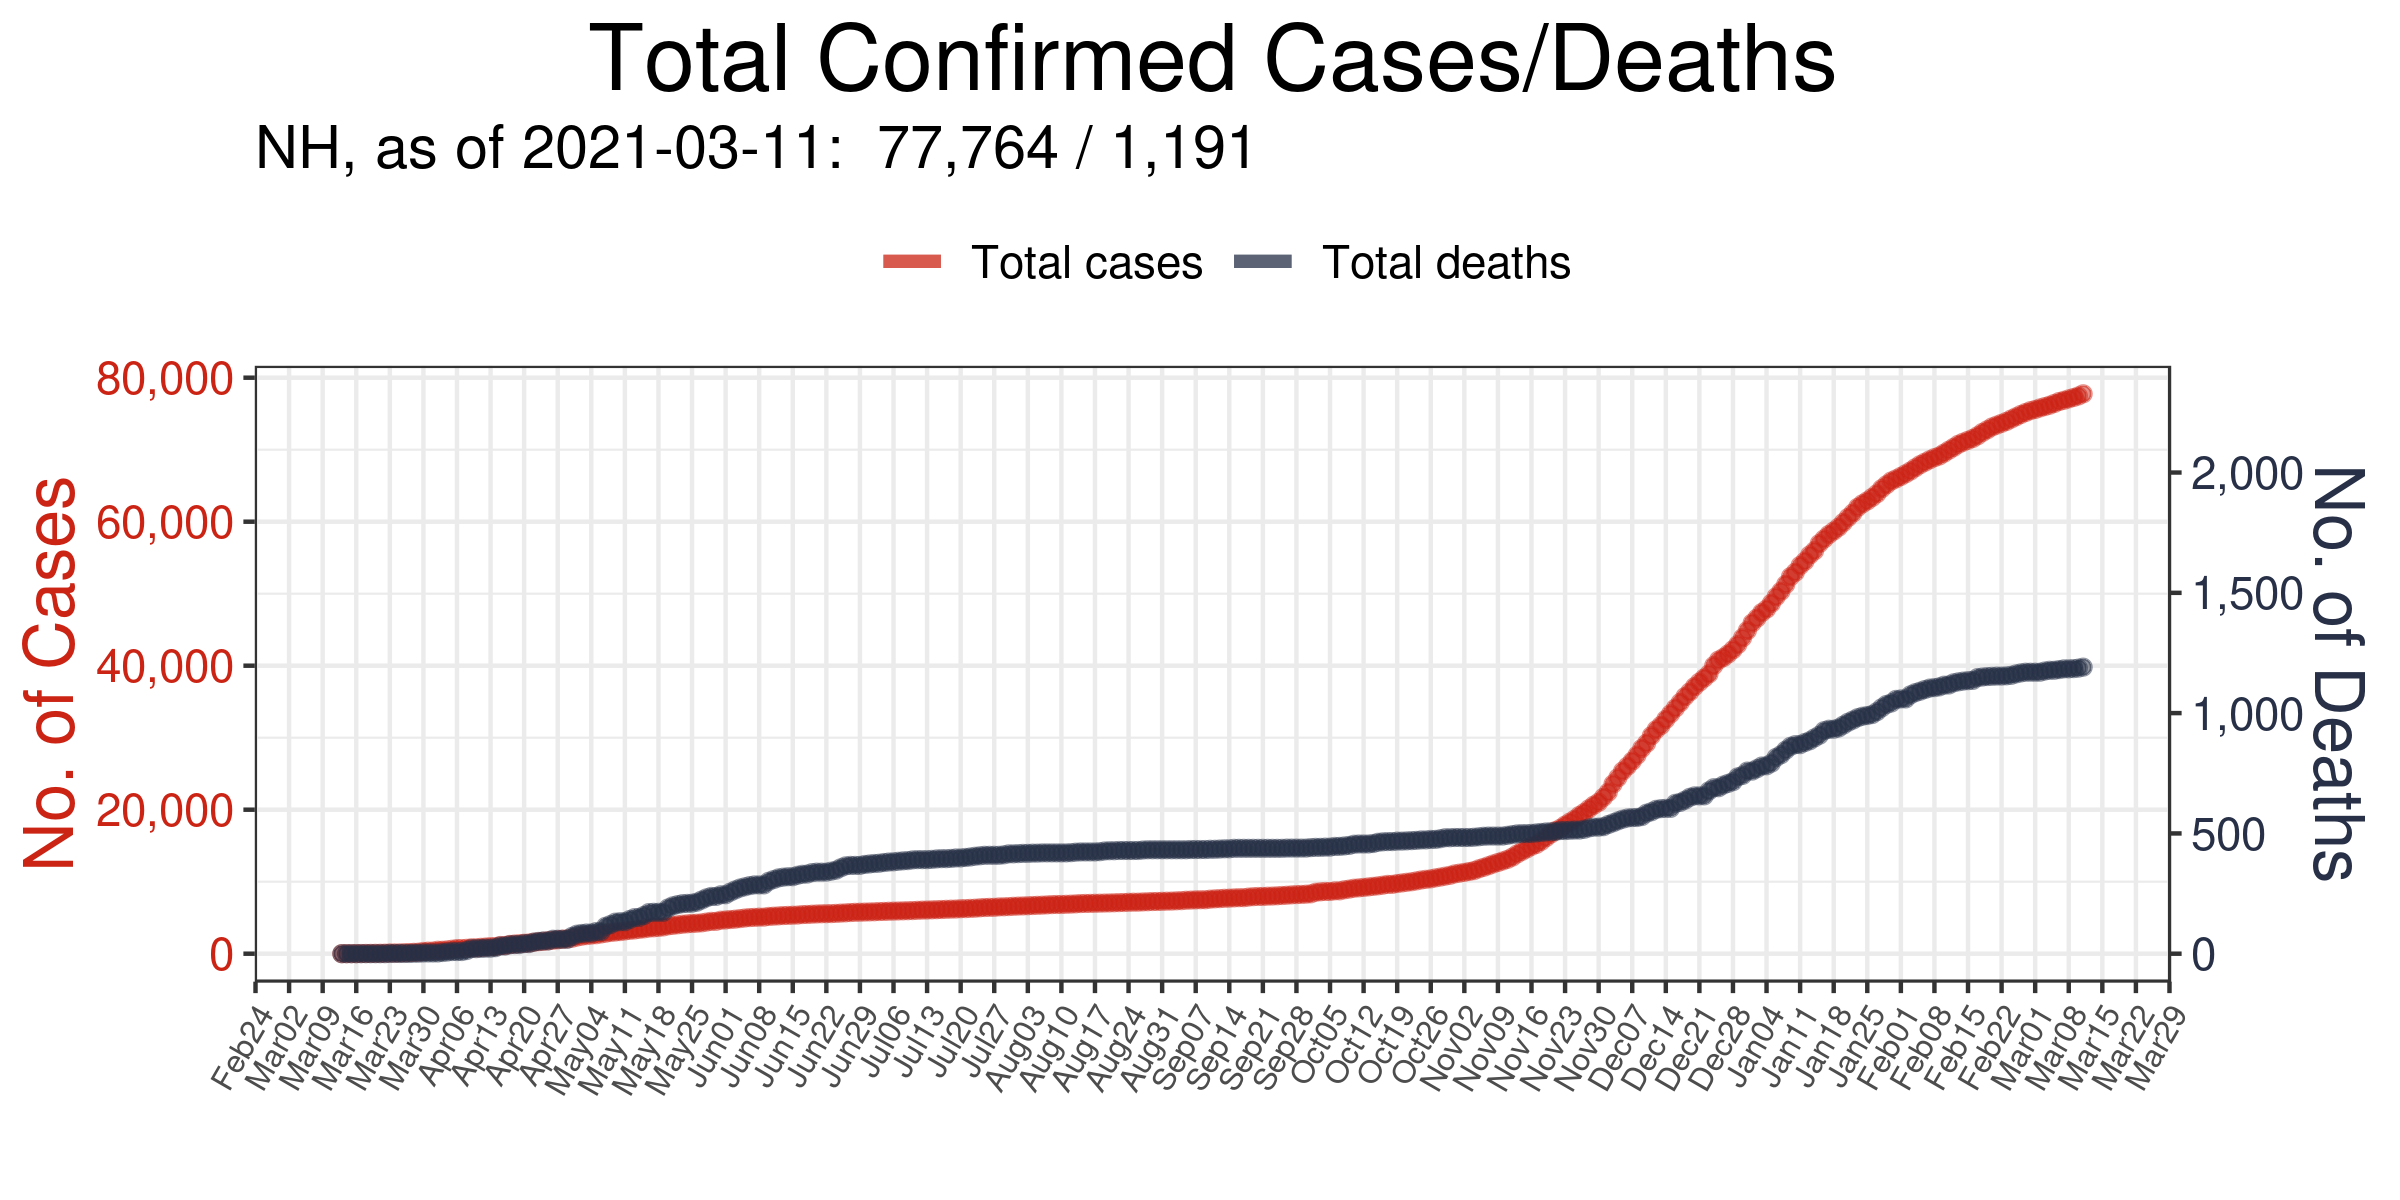 Total Confirmed Cases/Deaths
NH, as of 2021-03-11:  77,764 / 1,191
Total cases
Total deaths
No. of Cases
80,000
60,000
40,000
20,000
0
2,000
1,500
1,000
500
0
No. of Deaths
Feb24
Mar02
Mar09
Mar16
Mar23
Mar30
Apr06
Apr13
Apr20
Apr27
May04
May11
May18
May25
Jun01
Jun08
Jun15
Jun22
Jun29
Jul06
Jul13
Jul20
Jul27
Aug03
Aug10
Aug17
Aug24
Aug31
Sep07
Sep14
Sep21
Sep28
Oct05
Oct12
Oct19
Oct26
Nov02
Nov09
Nov16
Nov23
Nov30
Dec07
Dec14
Dec21
Dec28
Jan04
Jan11
Jan18
Jan25
Feb01
Feb08
Feb15
Feb22
Mar01
Mar08
Mar15
Mar22
Mar29